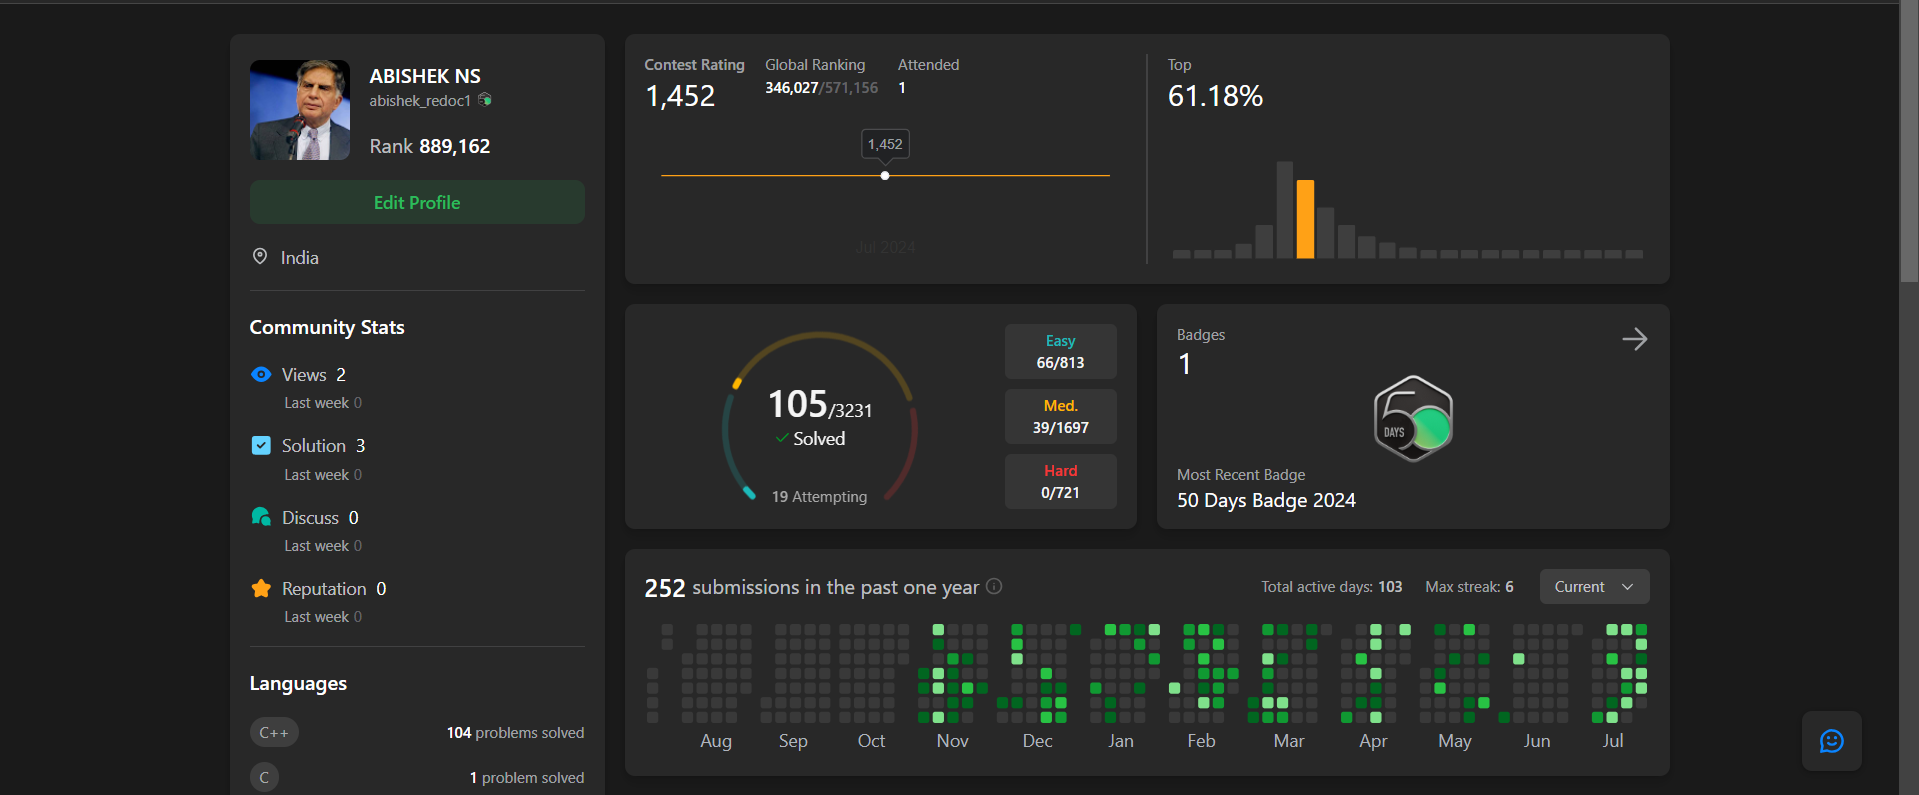 ABISHEK NS
abishek_redoc1
Rank 889,162
Edit Profile
India
Community Stats
Views 2
Last week 0
Solution 3
Last week 0
Discuss 0
Last week 0
Reputation 0
Last week 0
Languages
C++ 104 problems solved
C 1 problem solved
Contest Rating
1,452
Global Ranking
346,027/571,156
Attended
1
1,452
Jul 2024
Top
61.18%
105/3231
Solved
19 Attempting
Easy
66/813
Med.
39/1697
Hard
0/721
Badges
1
50
DAYS
Most Recent Badge
50 Days Badge 2024
252 submissions in the past one year
Total active days: 103 Max streak: 6 Current
Aug Sep Oct Nov Dec Jan Feb Mar Apr May Jun Jul